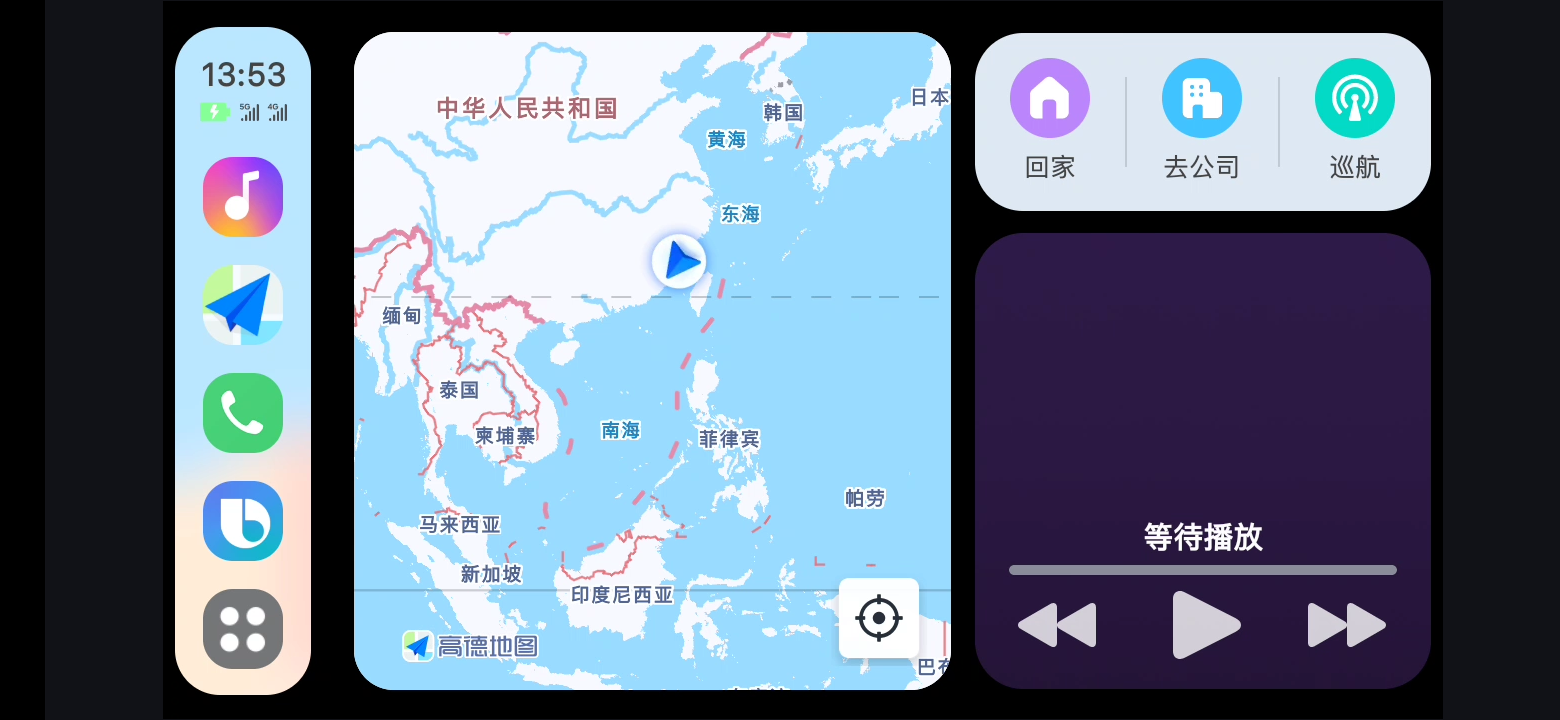 13:53
5G 4G
中华人民共和国
韩国
日本
黄海
东海
缅甸
泰国
柬埔寨
南海
菲律宾
帕劳
马来西亚
新加坡
印度尼西亚
高德地图
巴布
回家
去公司
巡航
等待播放